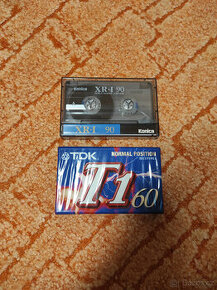 Konica XR-I 90
XR-I 90 Konica
TDK NORMAL POSITION
T1 60